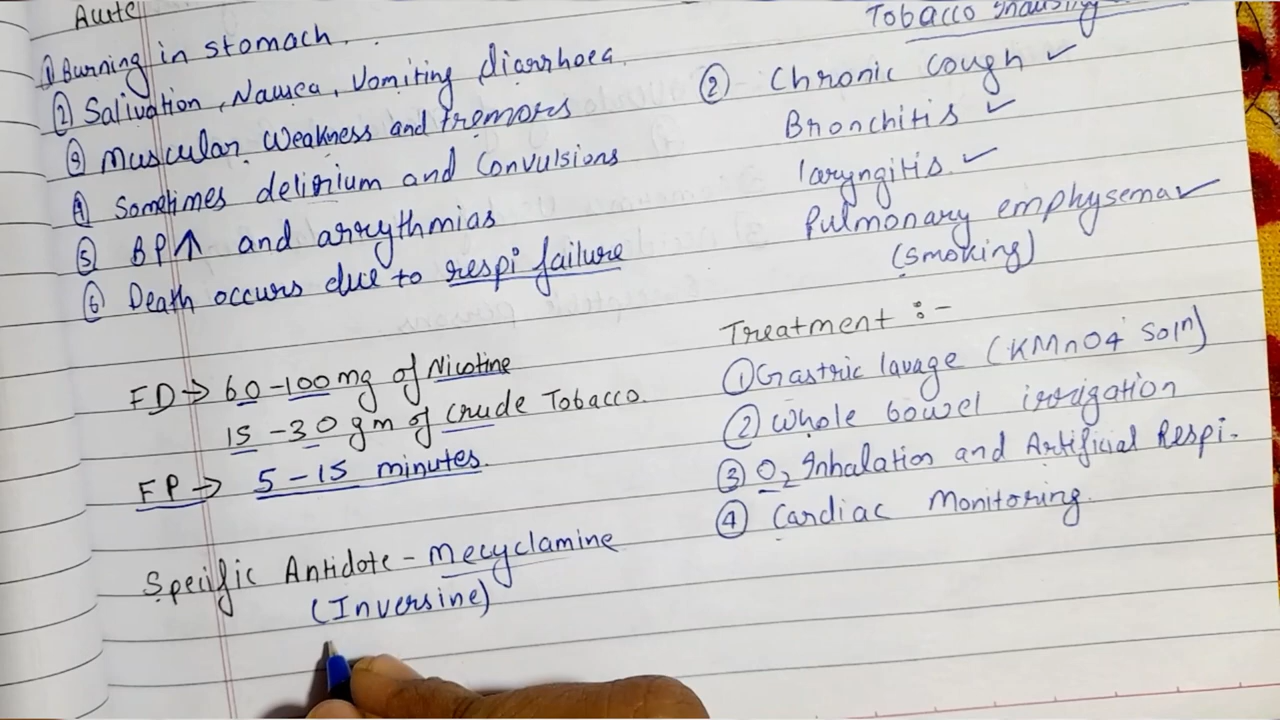 Acute
① Burning in stomach.
② Salivation, Nausea, Vomiting diarrhoea.
③ Muscular Weakness and tremors
④ Sometimes delirium and Convulsions
⑤ BP↑ and arrythmias
⑥ Death occurs due to respi failure
FD→ 60-100 mg of Nicotine
15-30 gm of Crude Tobacco.
FP→ 5-15 minutes.
Specific Antidote - Mecyclamine
(Inversine)
Tobacco Industry
② Chronic cough ✓
Bronchitis ✓
laryngitis. ✓
Pulmonary emphysema ✓
(smoking)
Treatment :-
① Gastric lavage (KMnO4 Soln)
② Whole bowel irrigation
③ O2 Inhalation and Artificial Respi.
④ Cardiac Monitoring.